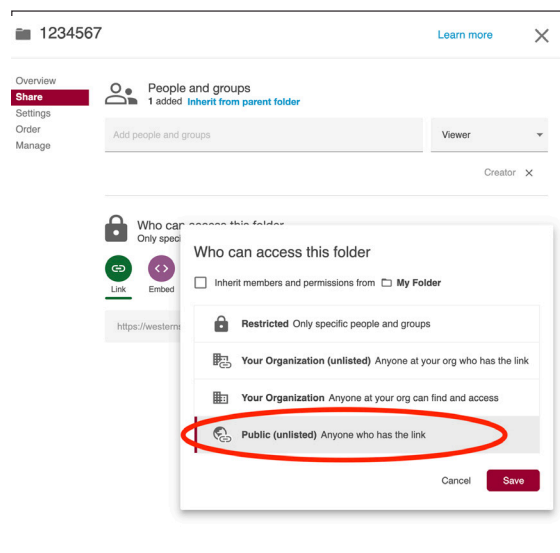 1234567
Learn more
Overview
Share
Settings
Order
Manage
People and groups
1 added Inherit from parent folder
Add people and groups
Viewer
Creator
Who can access this folder
Only speci
Link
Embed
https://western
Who can access this folder
Inherit members and permissions from My Folder
Restricted Only specific people and groups
Your Organization (unlisted) Anyone at your org who has the link
Your Organization Anyone at your org can find and access
Public (unlisted) Anyone who has the link
Cancel
Save